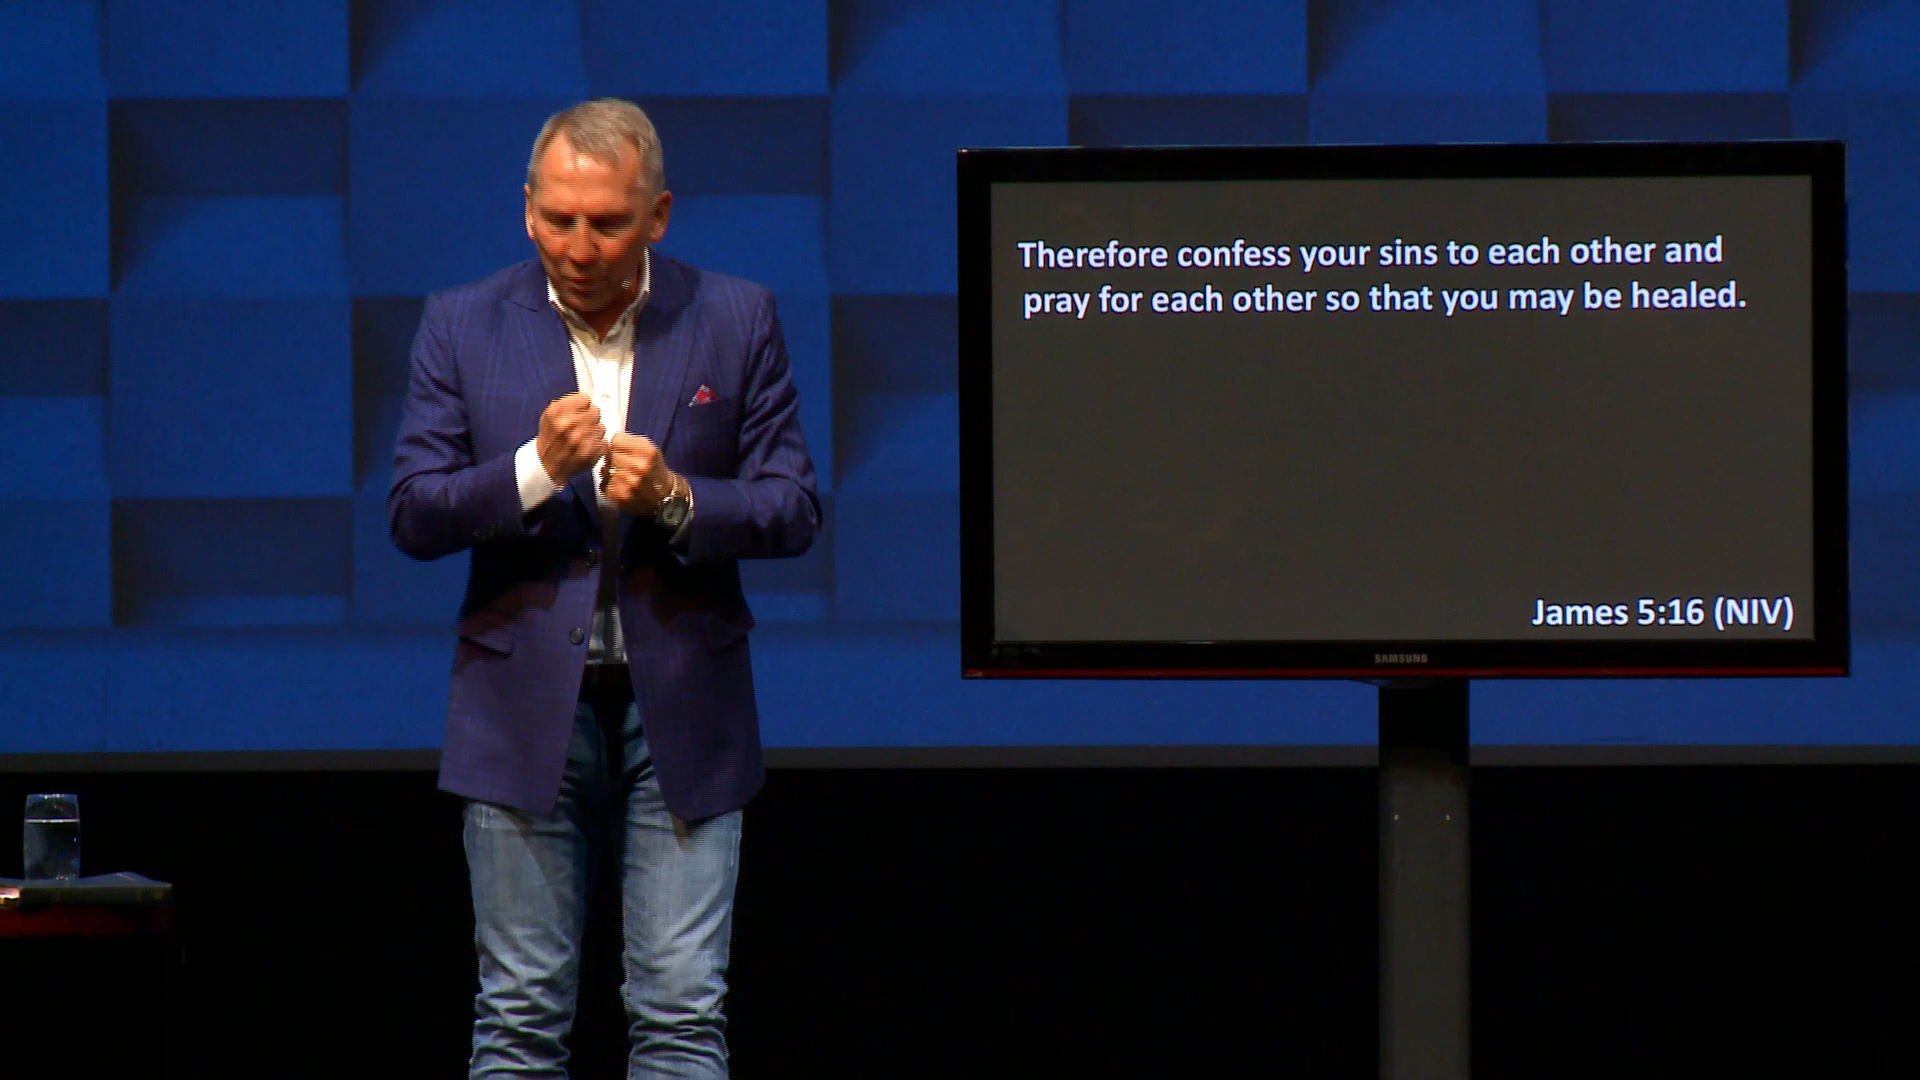 Therefore confess your sins to each other and
pray for each other so that you may be healed.
James 5:16 (NIV)
SAMSUNG